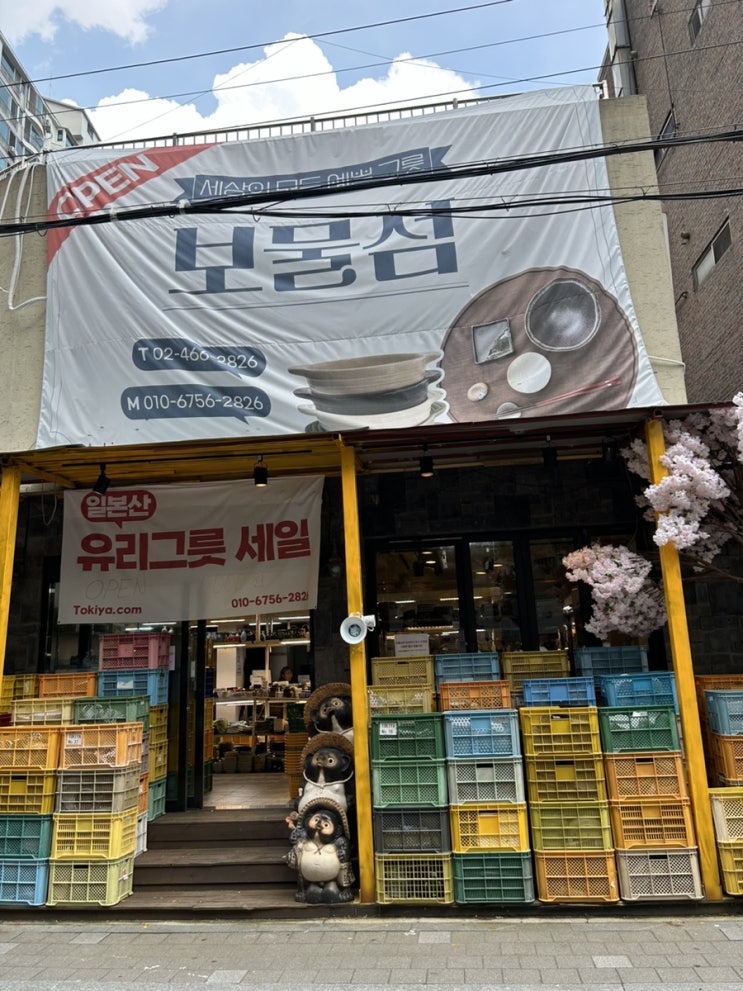 OPEN
세상의 모든 예쁜 그릇
보물섬
T 02-466-2826
M 010-6756-2826
일본산
유리그릇 세일
OPEN
Tokiya.com
010-6756-2826